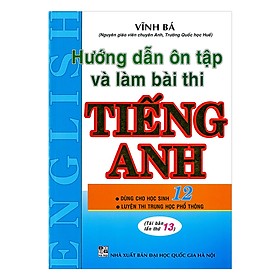 VĨNH BÁ
(Nguyên giáo viên chuyên Anh, Trường Quốc học Huế)
ENGLISH
Hướng dẫn ôn tập
và làm bài thi
TIẾNG
ANH
• DÙNG CHO HỌC SINH 12
• LUYỆN THI TRUNG HỌC PHỔ THÔNG
(Tái bản
lần thứ 13)
NHÀ XUẤT BẢN ĐẠI HỌC QUỐC GIA HÀ NỘI